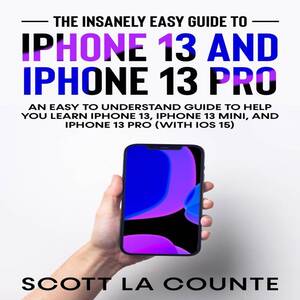 THE INSANELY EASY GUIDE TO
IPHONE 13 AND
IPHONE 13 PRO
AN EASY TO UNDERSTAND GUIDE TO HELP
YOU LEARN IPHONE 13, IPHONE 13 MINI, AND
IPHONE 13 PRO (WITH IOS 15)
SCOTT LA COUNTE